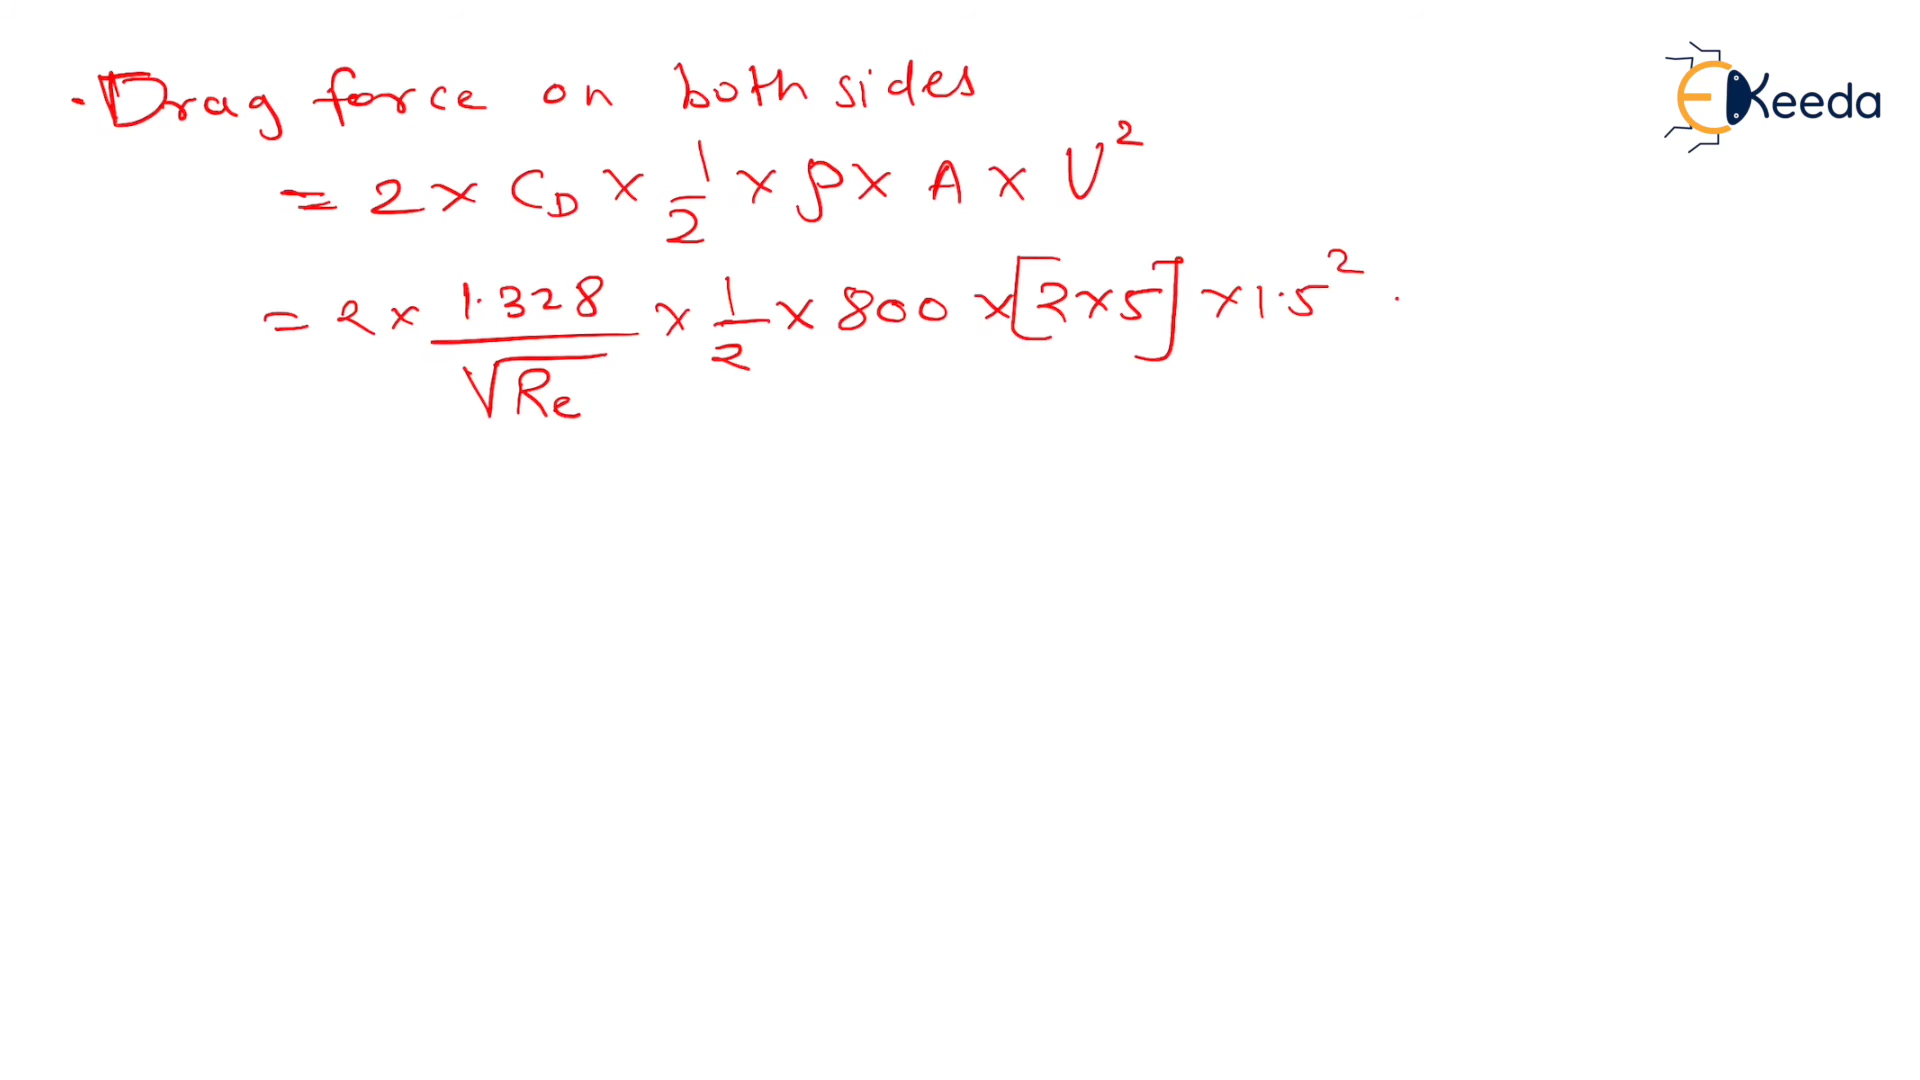 · Drag force on both sides
EKeeda
= 2 × C_D × 1/2 × ρ × A × U²
= 2 × 1.328/√Re × 1/2 × 800 × [2×5] × 1.5² .